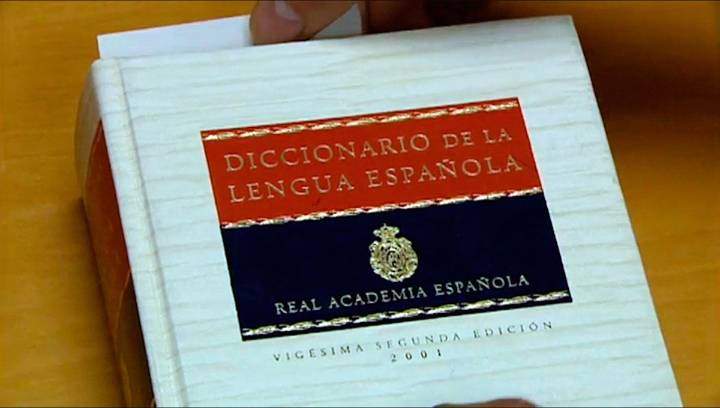 DICCIONARIO DE LA
LENGUA ESPAÑOLA
REAL ACADEMIA ESPAÑOLA
VIGÉSIMA SEGUNDA EDICIÓN
2001